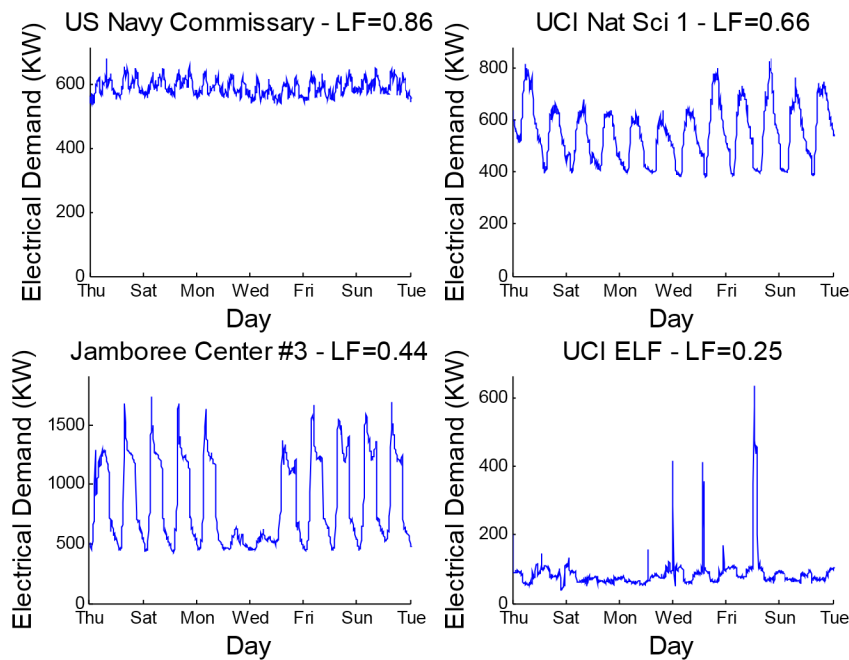 US Navy Commissary - LF=0.86
Electrical Demand (KW)
600
400
200
0
Thu Sat Mon Wed Fri Sun Tue
Day
UCI Nat Sci 1 - LF=0.66
Electrical Demand (KW)
800
600
400
200
0
Thu Sat Mon Wed Fri Sun Tue
Day
Jamboree Center #3 - LF=0.44
Electrical Demand (KW)
1500
1000
500
0
Thu Sat Mon Wed Fri Sun Tue
Day
UCI ELF - LF=0.25
Electrical Demand (KW)
600
400
200
0
Thu Sat Mon Wed Fri Sun Tue
Day